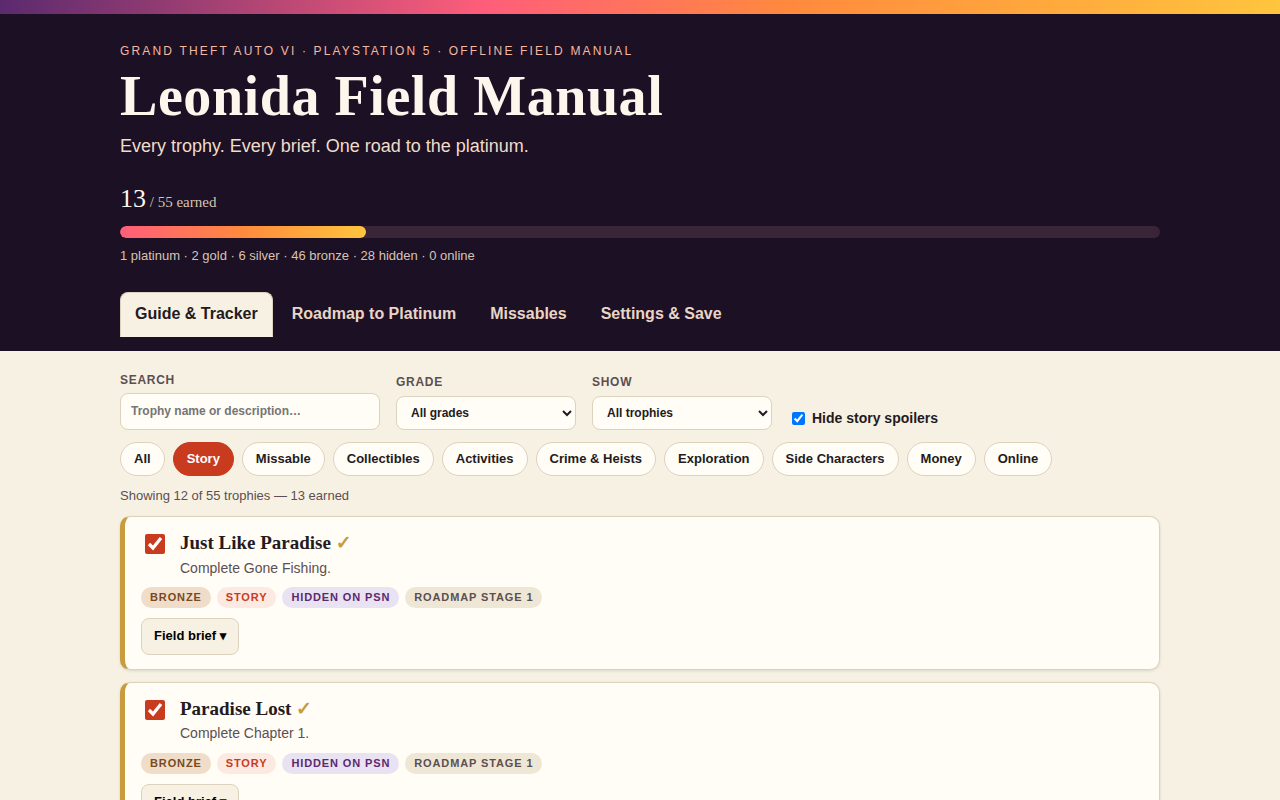 GRAND THEFT AUTO VI · PLAYSTATION 5 · OFFLINE FIELD MANUAL
Leonida Field Manual
Every trophy. Every brief. One road to the platinum.
13 / 55 earned
1 platinum · 2 gold · 6 silver · 46 bronze · 28 hidden · 0 online
Guide & Tracker Roadmap to Platinum Missables Settings & Save
SEARCH GRADE SHOW
Trophy name or description… All grades All trophies Hide story spoilers
All Story Missable Collectibles Activities Crime & Heists Exploration Side Characters Money Online
Showing 12 of 55 trophies — 13 earned
Just Like Paradise ✓
Complete Gone Fishing.
BRONZE STORY HIDDEN ON PSN ROADMAP STAGE 1
Field brief ▾
Paradise Lost ✓
Complete Chapter 1.
BRONZE STORY HIDDEN ON PSN ROADMAP STAGE 1
Field brief ▾